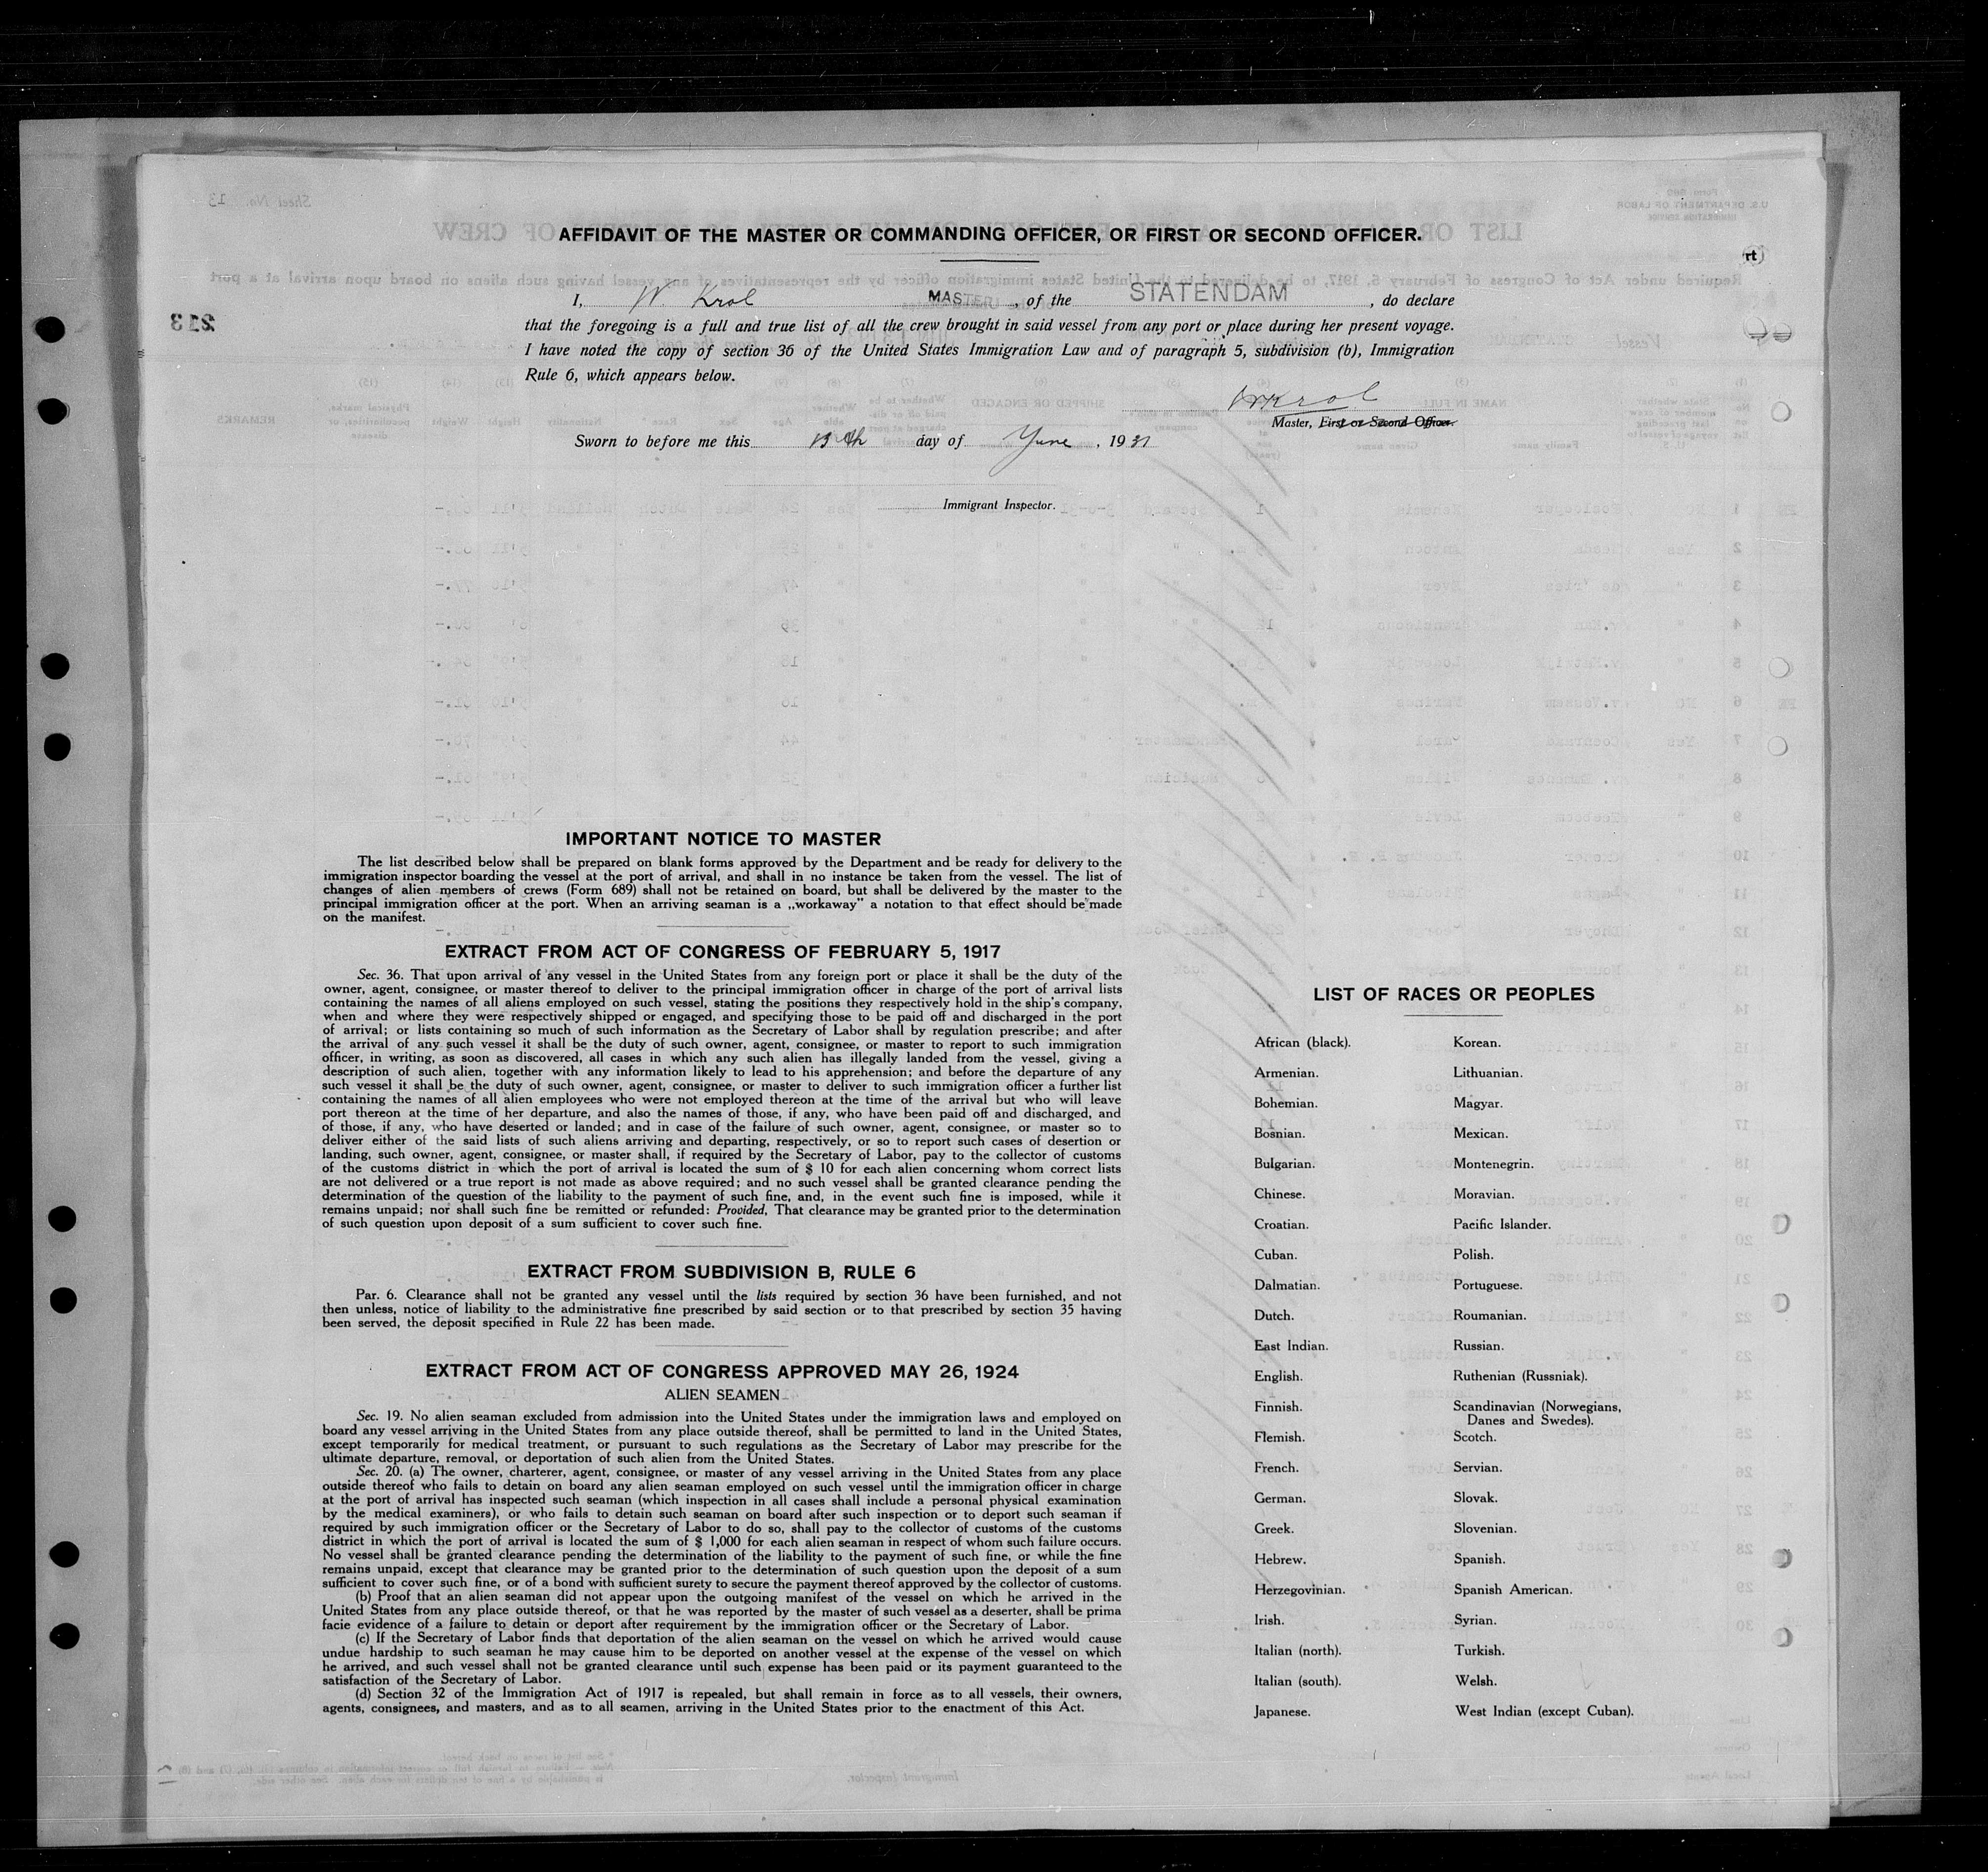 AFFIDAVIT OF THE MASTER OR COMMANDING OFFICER, OR FIRST OR SECOND OFFICER.
I, W. Krol MASTER, of the STATENDAM, do declare
that the foregoing is a full and true list of all the crew brought in said vessel from any port or place during her present voyage.
I have noted the copy of section 36 of the United States Immigration Law and of paragraph 5, subdivision (b), Immigration
Rule 6, which appears below.
WKrol
Master, First or Second Officer.
Sworn to before me this 13th day of June, 1931
Immigrant Inspector.
IMPORTANT NOTICE TO MASTER
The list described below shall be prepared on blank forms approved by the Department and be ready for delivery to the
immigration inspector boarding the vessel at the port of arrival, and shall in no instance be taken from the vessel. The list of
changes of alien members of crews (Form 689) shall not be retained on board, but shall be delivered by the master to the
principal immigration officer at the port. When an arriving seaman is a „workaway” a notation to that effect should be made
on the manifest.
EXTRACT FROM ACT OF CONGRESS OF FEBRUARY 5, 1917
Sec. 36. That upon arrival of any vessel in the United States from any foreign port or place it shall be the duty of the
owner, agent, consignee, or master thereof to deliver to the principal immigration officer in charge of the port of arrival lists
containing the names of all aliens employed on such vessel, stating the positions they respectively hold in the ship's company,
when and where they were respectively shipped or engaged, and specifying those to be paid off and discharged in the port
of arrival; or lists containing so much of such information as the Secretary of Labor shall by regulation prescribe; and after
the arrival of any such vessel it shall be the duty of such owner, agent, consignee, or master to report to such immigration
officer, in writing, as soon as discovered, all cases in which any such alien has illegally landed from the vessel, giving a
description of such alien, together with any information likely to lead to his apprehension; and before the departure of any
such vessel it shall be the duty of such owner, agent, consignee, or master to deliver to such immigration officer a further list
containing the names of all alien employees who were not employed thereon at the time of the arrival but who will leave
port thereon at the time of her departure, and also the names of those, if any, who have been paid off and discharged, and
of those, if any, who have deserted or landed; and in case of the failure of such owner, agent, consignee, or master so to
deliver either of the said lists of such aliens arriving and departing, respectively, or so to report such cases of desertion or
landing, such owner, agent, consignee, or master shall, if required by the Secretary of Labor, pay to the collector of customs
of the customs district in which the port of arrival is located the sum of $ 10 for each alien concerning whom correct lists
are not delivered or a true report is not made as above required; and no such vessel shall be granted clearance pending the
determination of the question of the liability to the payment of such fine, and, in the event such fine is imposed, while it
remains unpaid; nor shall such fine be remitted or refunded: Provided, That clearance may be granted prior to the determination
of such question upon deposit of a sum sufficient to cover such fine.
EXTRACT FROM SUBDIVISION B, RULE 6
Par. 6. Clearance shall not be granted any vessel until the lists required by section 36 have been furnished, and not
then unless, notice of liability to the administrative fine prescribed by said section or to that prescribed by section 35 having
been served, the deposit specified in Rule 22 has been made.
EXTRACT FROM ACT OF CONGRESS APPROVED MAY 26, 1924
ALIEN SEAMEN
Sec. 19. No alien seaman excluded from admission into the United States under the immigration laws and employed on
board any vessel arriving in the United States from any place outside thereof, shall be permitted to land in the United States,
except temporarily for medical treatment, or pursuant to such regulations as the Secretary of Labor may prescribe for the
ultimate departure, removal, or deportation of such alien from the United States.
Sec. 20. (a) The owner, charterer, agent, consignee, or master of any vessel arriving in the United States from any place
outside thereof who fails to detain on board any alien seaman employed on such vessel until the immigration officer in charge
at the port of arrival has inspected such seaman (which inspection in all cases shall include a personal physical examination
by the medical examiners), or who fails to detain such seaman on board after such inspection or to deport such seaman if
required by such immigration officer or the Secretary of Labor to do so, shall pay to the collector of customs of the customs
district in which the port of arrival is located the sum of $ 1,000 for each alien seaman in respect of whom such failure occurs.
No vessel shall be granted clearance pending the determination of the liability to the payment of such fine, or while the fine
remains unpaid, except that clearance may be granted prior to the determination of such question upon the deposit of a sum
sufficient to cover such fine, or of a bond with sufficient surety to secure the payment thereof approved by the collector of customs.
(b) Proof that an alien seaman did not appear upon the outgoing manifest of the vessel on which he arrived in the
United States from any place outside thereof, or that he was reported by the master of such vessel as a deserter, shall be prima
facie evidence of a failure to detain or deport after requirement by the immigration officer or the Secretary of Labor.
(c) If the Secretary of Labor finds that deportation of the alien seaman on the vessel on which he arrived would cause
undue hardship to such seaman he may cause him to be deported on another vessel at the expense of the vessel on which
he arrived, and such vessel shall not be granted clearance until such expense has been paid or its payment guaranteed to the
satisfaction of the Secretary of Labor.
(d) Section 32 of the Immigration Act of 1917 is repealed, but shall remain in force as to all vessels, their owners,
agents, consignees, and masters, and as to all seamen, arriving in the United States prior to the enactment of this Act.
LIST OF RACES OR PEOPLES
African (black).
Armenian.
Bohemian.
Bosnian.
Bulgarian.
Chinese.
Croatian.
Cuban.
Dalmatian.
Dutch.
East Indian.
English.
Finnish.
Flemish.
French.
German.
Greek.
Hebrew.
Herzegovinian.
Irish.
Italian (north).
Italian (south).
Japanese.
Korean.
Lithuanian.
Magyar.
Mexican.
Montenegrin.
Moravian.
Pacific Islander.
Polish.
Portuguese.
Roumanian.
Russian.
Ruthenian (Russniak).
Scandinavian (Norwegians,
Danes and Swedes).
Scotch.
Servian.
Slovak.
Slovenian.
Spanish.
Spanish American.
Syrian.
Turkish.
Welsh.
West Indian (except Cuban).